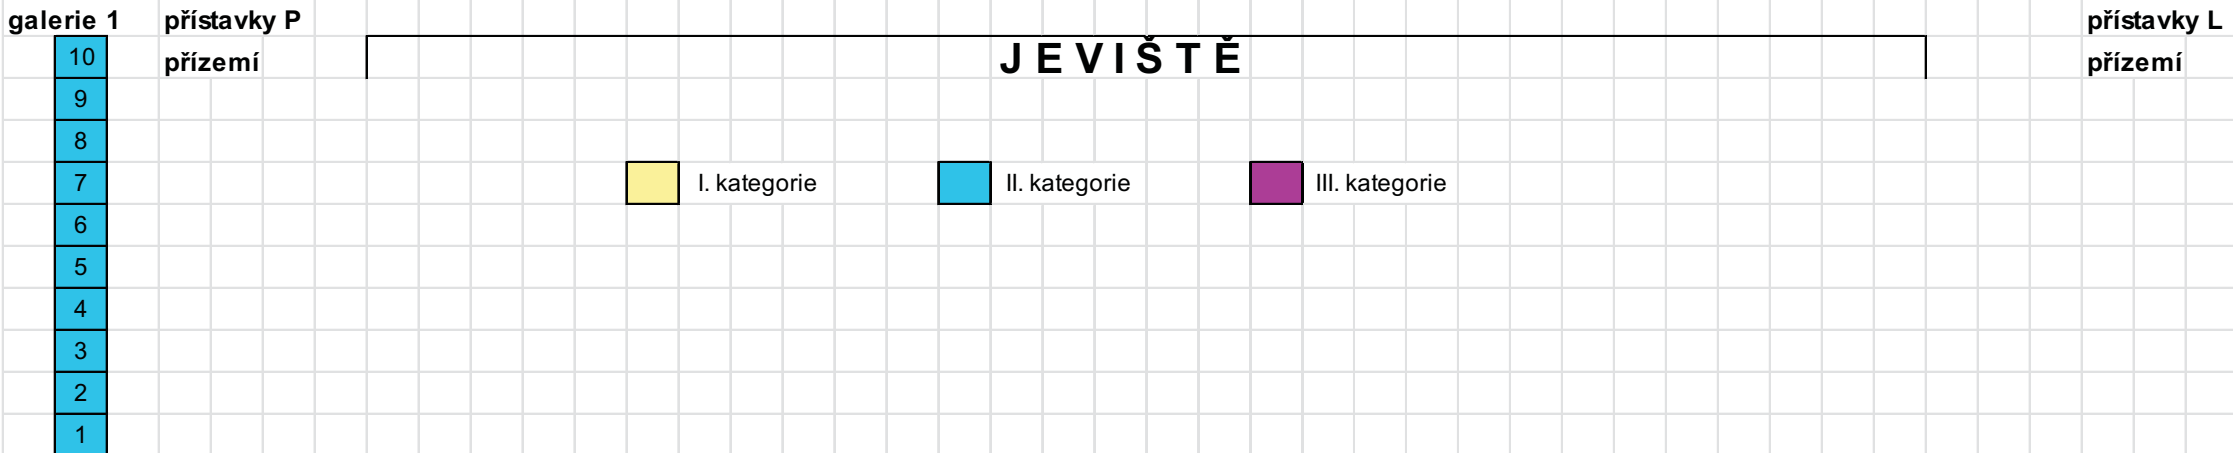 galerie 1 přístavky P přístavky L
10 přízemí JEVIŠTĚ přízemí
9
8
7 I. kategorie II. kategorie III. kategorie
6
5
4
3
2
1